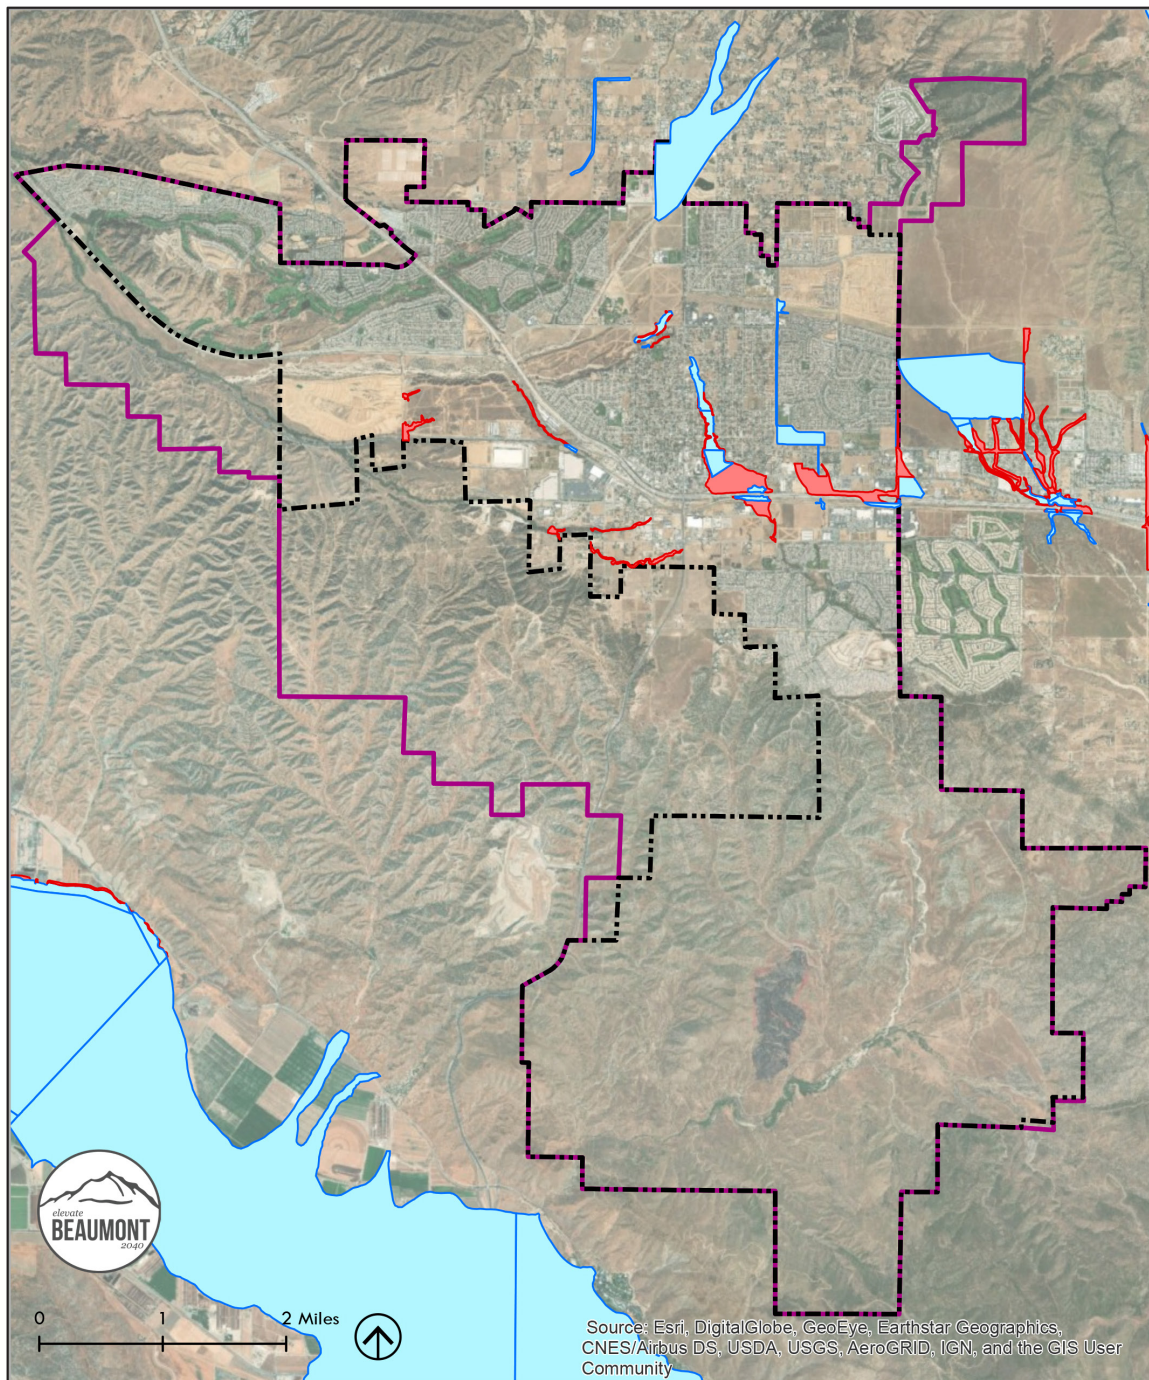 elevate
BEAUMONT
2040
0 1 2 Miles
Source: Esri, DigitalGlobe, GeoEye, Earthstar Geographics,
CNES/Airbus DS, USDA, USGS, AeroGRID, IGN, and the GIS User
Community